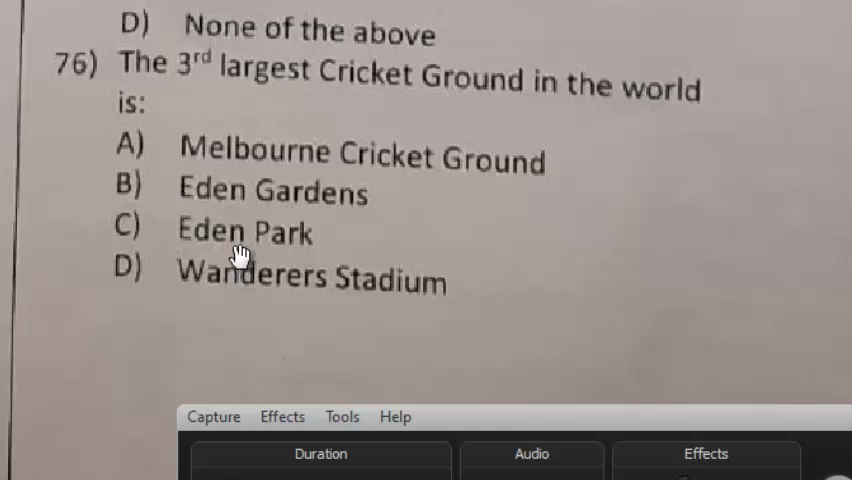 D) None of the above
76) The 3rd largest Cricket Ground in the world
is:
A) Melbourne Cricket Ground
B) Eden Gardens
C) Eden Park
D) Wanderers Stadium
Capture Effects Tools Help
Duration Audio Effects